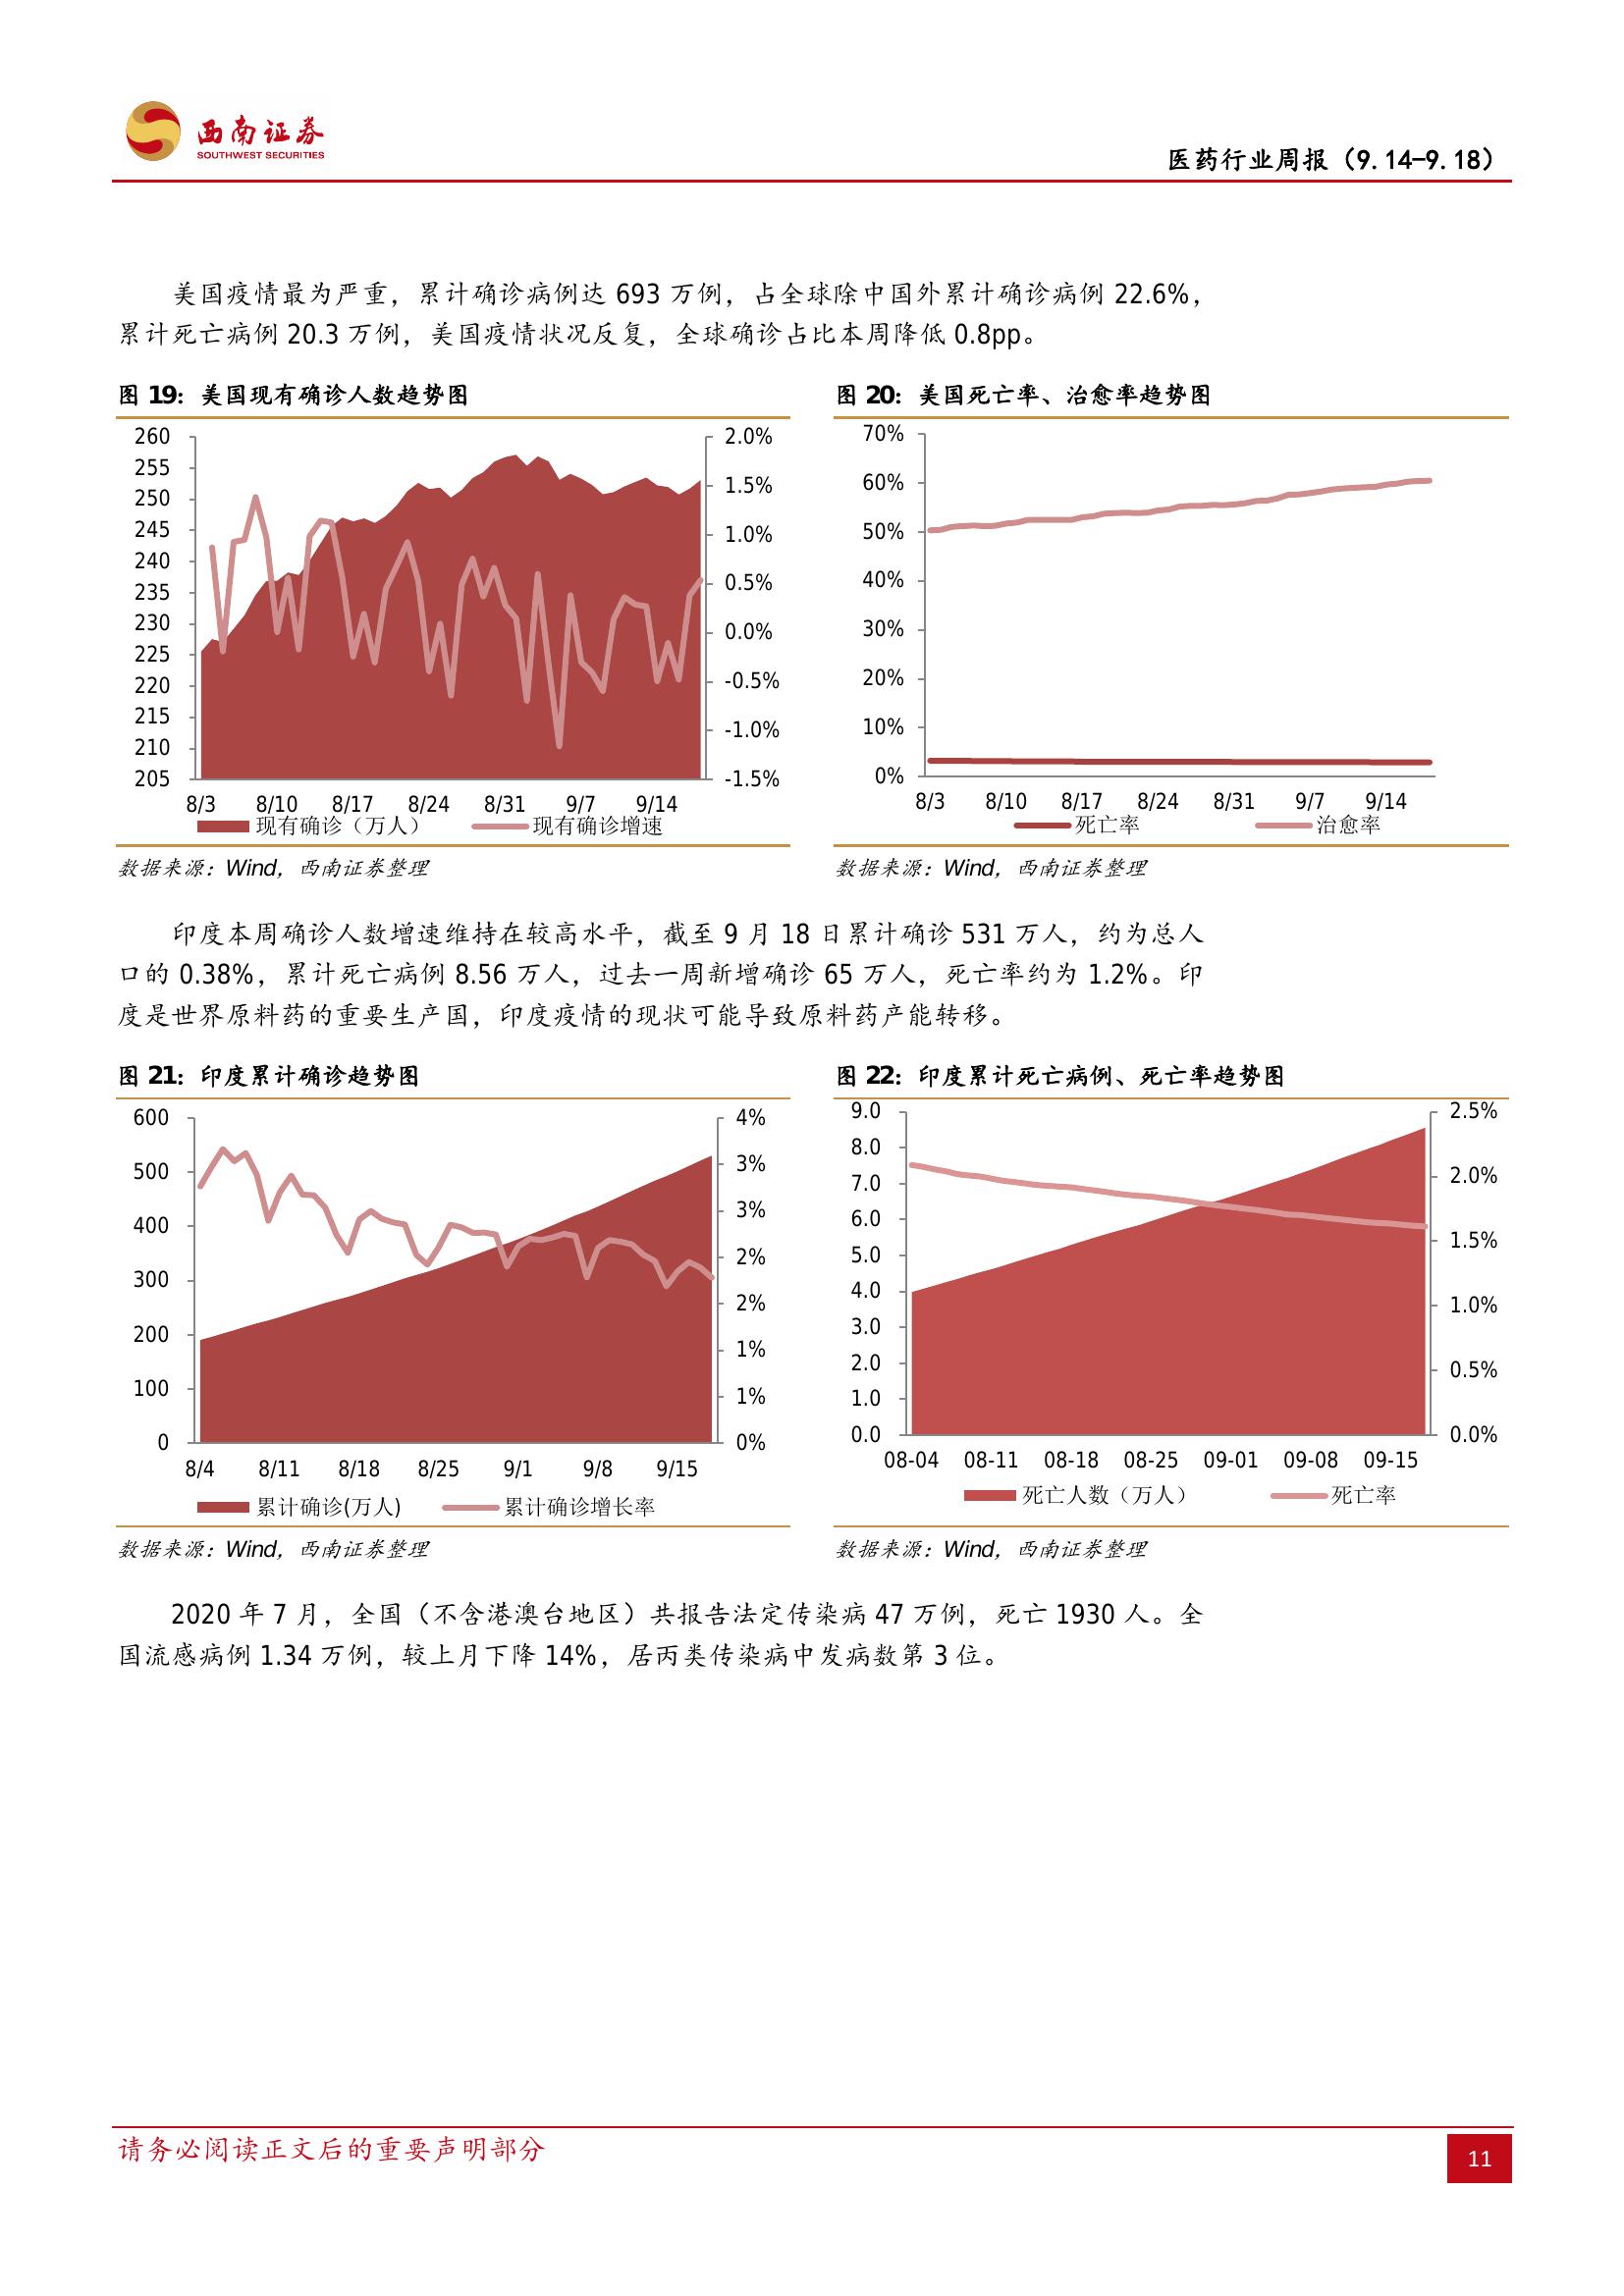 西南证券
SOUTHWEST SECURITIES
医药行业周报（9.14-9.18）
美国疫情最为严重，累计确诊病例达 693 万例，占全球除中国外累计确诊病例 22.6%，
累计死亡病例 20.3 万例，美国疫情状况反复，全球确诊占比本周降低 0.8pp。
图 19：美国现有确诊人数趋势图
260
255
250
245
240
235
230
225
220
215
210
205
2.0%
1.5%
1.0%
0.5%
0.0%
-0.5%
-1.0%
-1.5%
8/3 8/10 8/17 8/24 8/31 9/7 9/14
现有确诊（万人） 现有确诊增速
数据来源：Wind，西南证券整理
图 20：美国死亡率、治愈率趋势图
70%
60%
50%
40%
30%
20%
10%
0%
8/3 8/10 8/17 8/24 8/31 9/7 9/14
死亡率 治愈率
数据来源：Wind，西南证券整理
印度本周确诊人数增速维持在较高水平，截至 9 月 18 日累计确诊 531 万人，约为总人
口的 0.38%，累计死亡病例 8.56 万人，过去一周新增确诊 65 万人，死亡率约为 1.2%。印
度是世界原料药的重要生产国，印度疫情的现状可能导致原料药产能转移。
图 21：印度累计确诊趋势图
600
500
400
300
200
100
0
4%
3%
3%
2%
2%
1%
1%
0%
8/4 8/11 8/18 8/25 9/1 9/8 9/15
累计确诊(万人) 累计确诊增长率
数据来源：Wind，西南证券整理
图 22：印度累计死亡病例、死亡率趋势图
9.0
8.0
7.0
6.0
5.0
4.0
3.0
2.0
1.0
0.0
2.5%
2.0%
1.5%
1.0%
0.5%
0.0%
08-04 08-11 08-18 08-25 09-01 09-08 09-15
死亡人数（万人） 死亡率
数据来源：Wind，西南证券整理
2020 年 7 月，全国（不含港澳台地区）共报告法定传染病 47 万例，死亡 1930 人。全
国流感病例 1.34 万例，较上月下降 14%，居丙类传染病中发病数第 3 位。
请务必阅读正文后的重要声明部分
11